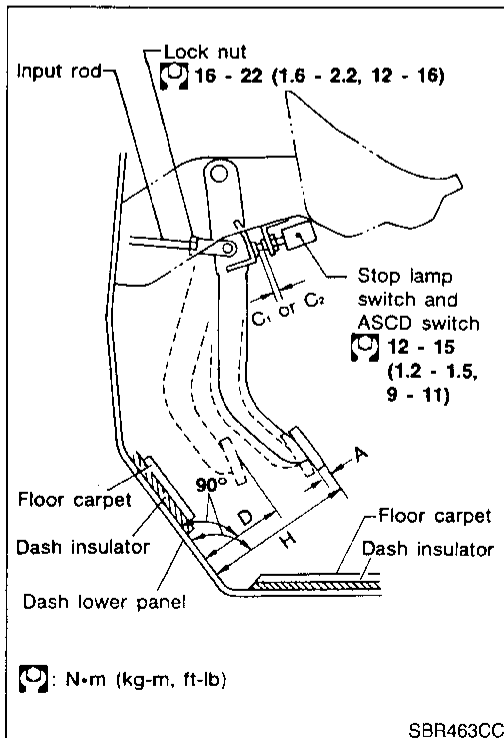 Lock nut
16 - 22 (1.6 - 2.2, 12 - 16)
Input rod
C₁ or C₂
Stop lamp
switch and
ASCD switch
12 - 15
(1.2 - 1.5,
9 - 11)
A
90°
D
H
Floor carpet
Dash insulator
Dash lower panel
Floor carpet
Dash insulator
: N•m (kg-m, ft-lb)
SBR463CC